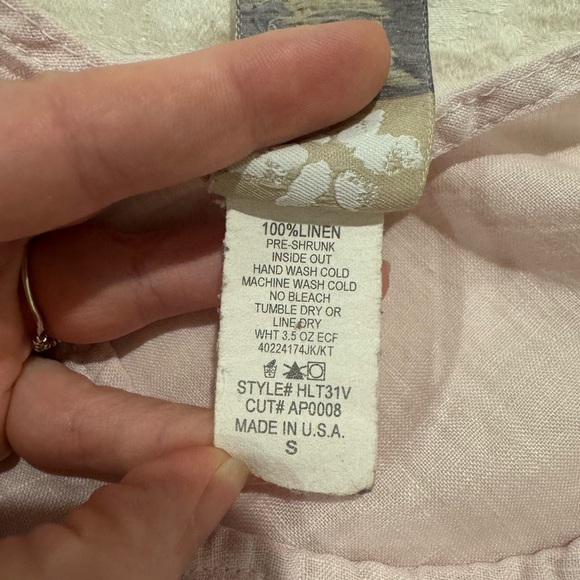 100%LINEN
PRE-SHRUNK
INSIDE OUT
HAND WASH COLD
MACHINE WASH COLD
NO BLEACH
TUMBLE DRY OR
LINE DRY
WHT 3.5 OZ ECF
40224174JK/KT
STYLE# HLT31V
CUT# AP0008
MADE IN U.S.A.
S